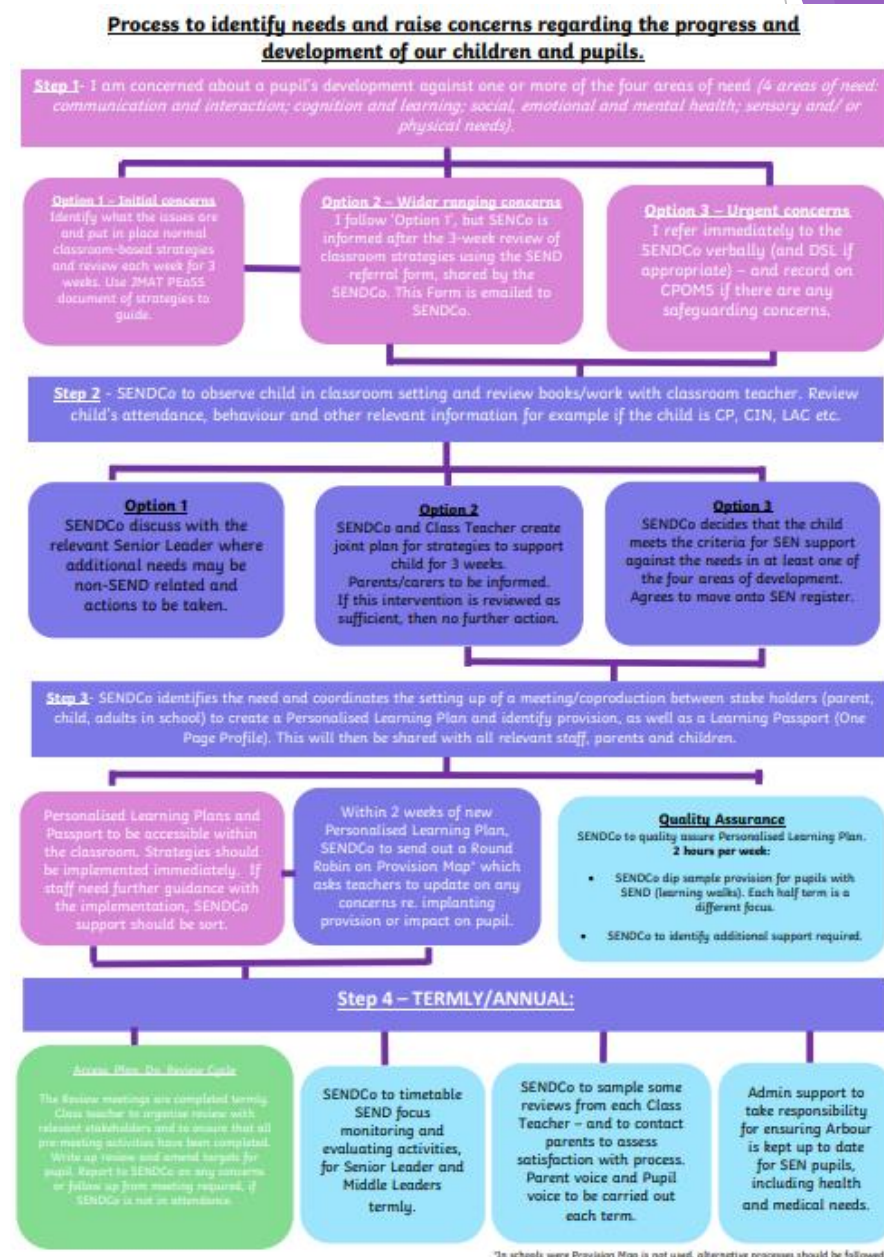 Process to identify needs and raise concerns regarding the progress and
development of our children and pupils.
Step 1- I am concerned about a pupil's development against one or more of the four areas of need (4 areas of need:
communication and interaction; cognition and learning; social, emotional and mental health; sensory and/ or
physical needs).
Option 1 – Initial concerns
Identify what the issues are
and put in place normal
classroom-based strategies
and review each week for 3
weeks. Use JMAT PEaSS
document of strategies to
guide.
Option 2 – Wider ranging concerns
I follow 'Option 1', but SENCo is
informed after the 3-week review of
classroom strategies using the SEND
referral form, shared by the
SENDCo. This Form is emailed to
SENDCo.
Option 3 – Urgent concerns
I refer immediately to the
SENDCo verbally (and DSL if
appropriate) – and record on
CPOMS if there are any
safeguarding concerns.
Step 2 - SENDCo to observe child in classroom setting and review books/work with classroom teacher. Review
child's attendance, behaviour and other relevant information for example if the child is CP, CIN, LAC etc.
Option 1
SENDCo discuss with the
relevant Senior Leader where
additional needs may be
non-SEND related and
actions to be taken.
Option 2
SENDCo and Class Teacher create
joint plan for strategies to support
child for 3 weeks.
Parents/carers to be informed.
If this intervention is reviewed as
sufficient, then no further action.
Option 3
SENDCo decides that the child
meets the criteria for SEN support
against the needs in at least one of
the four areas of development.
Agrees to move onto SEN register.
Step 3- SENDCo identifies the need and coordinates the setting up of a meeting/coproduction between stake holders (parent,
child, adults in school) to create a Personalised Learning Plan and identify provision, as well as a Learning Passport (One
Page Profile). This will then be shared with all relevant staff, parents and children.
Personalised Learning Plans and
Passport to be accessible within
the classroom. Strategies should
be implemented immediately. If
staff need further guidance with
the implementation, SENDCo
support should be sort.
Within 2 weeks of new
Personalised Learning Plan,
SENDCo to send out a Round
Robin on Provision Map* which
asks teachers to update on any
concerns re. implanting
provision or impact on pupil.
Quality Assurance
SENDCo to quality assure Personalised Learning Plan.
2 hours per week:
• SENDCo dip sample provision for pupils with
SEND (learning walks). Each half term is a
different focus.
• SENDCo to identify additional support required.
Step 4 – TERMLY/ANNUAL:
Access, Plan, Do, Review Cycle
The Review meetings are completed termly.
Class teacher to organise review with
relevant stakeholders and to ensure that all
pre-meeting activities have been completed.
Write up review and amend targets for
pupil. Report to SENDCo on any concerns
or follow up from meeting required, if
SENDCo is not in attendance.
SENDCo to timetable
SEND focus
monitoring and
evaluating activities,
for Senior Leader and
Middle Leaders
termly.
SENDCo to sample some
reviews from each Class
Teacher – and to contact
parents to assess
satisfaction with process.
Parent voice and Pupil
voice to be carried out
each term.
Admin support to
take responsibility
for ensuring Arbour
is kept up to date
for SEN pupils,
including health
and medical needs.
*In schools were Provision Map is not used, alternative processes should be followed